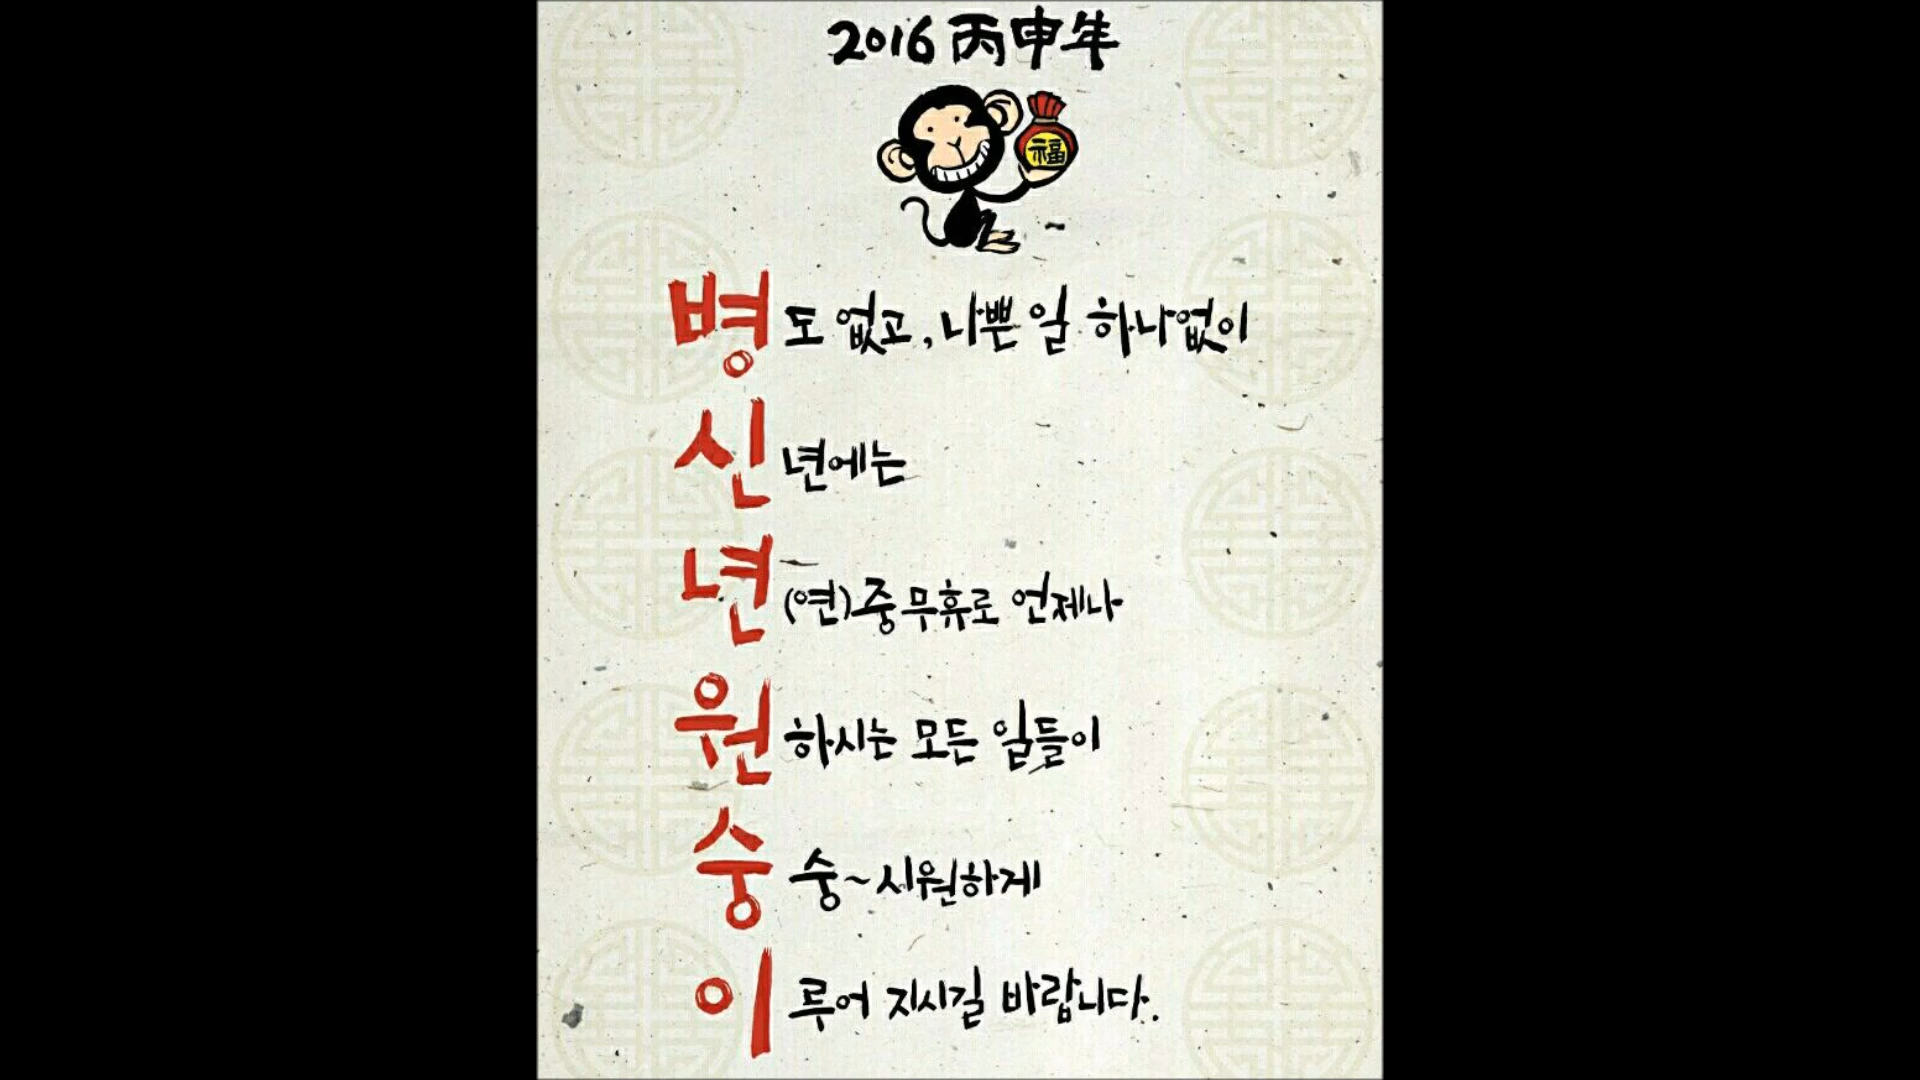 2016 丙申年
福
병도 없고, 나쁜 일 하나없이
신년에는
년(연)중무휴로 언제나
원하시는 모든 일들이
숭 숭~시원하게
이루어 지시길 바랍니다.